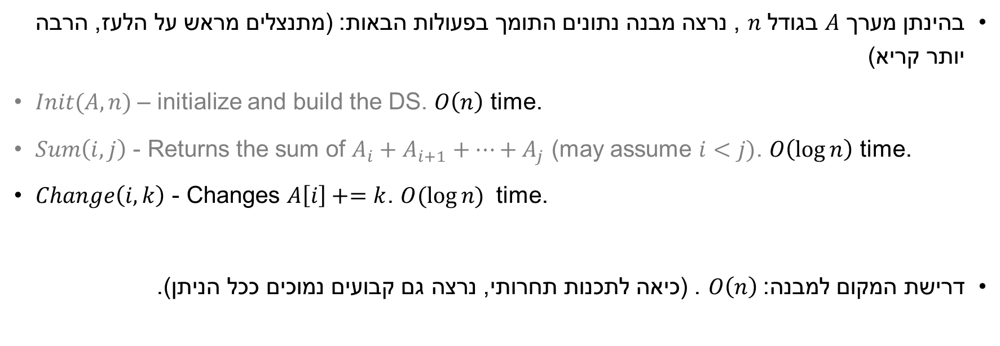 • בהינתן מערך A בגודל n , נרצה מבנה נתונים התומך בפעולות הבאות: (מתנצלים מראש על הלעז, הרבה
יותר קריא)
• Init(A, n) – initialize and build the DS. O(n) time.
• Sum(i, j) - Returns the sum of A_i + A_{i+1} + ⋯ + A_j (may assume i < j). O(log n) time.
• Change(i, k) - Changes A[i] += k. O(log n) time.
• דרישת המקום למבנה: O(n) . (כיאה לתכנות תחרותי, נרצה גם קבועים נמוכים ככל הניתן).